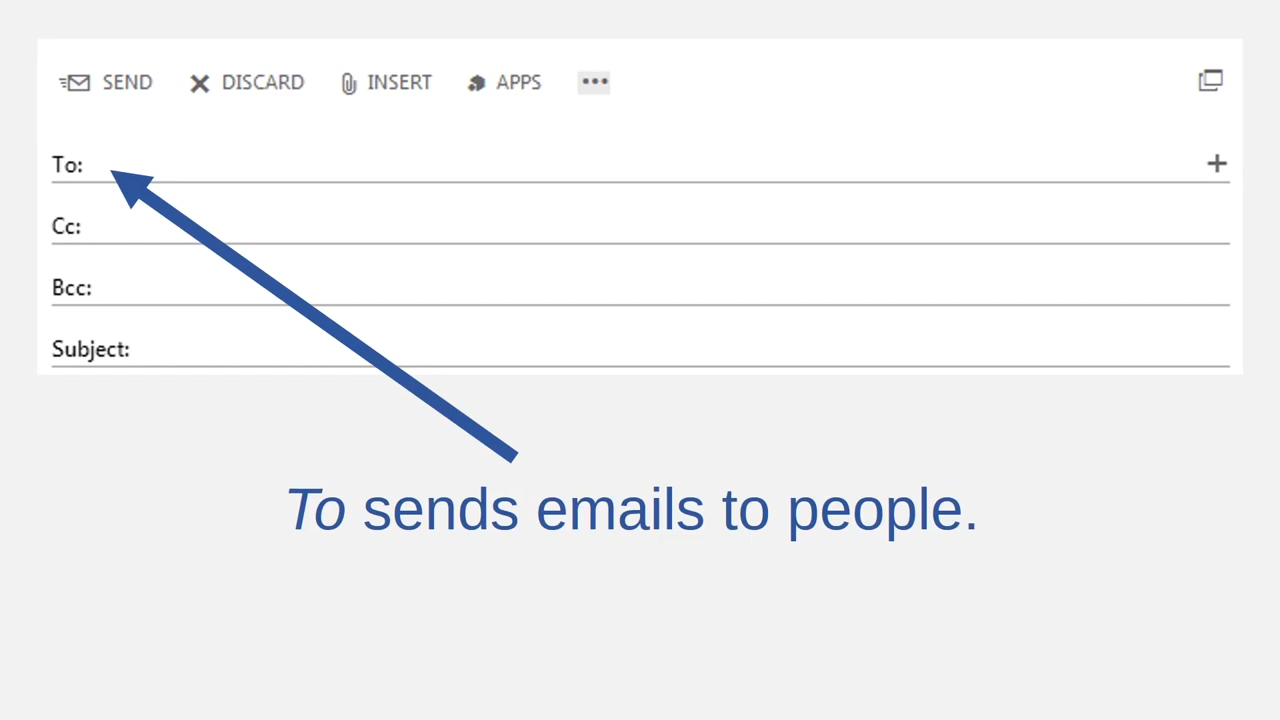 SEND DISCARD INSERT APPS
To:
Cc:
Bcc:
Subject:
To sends emails to people.